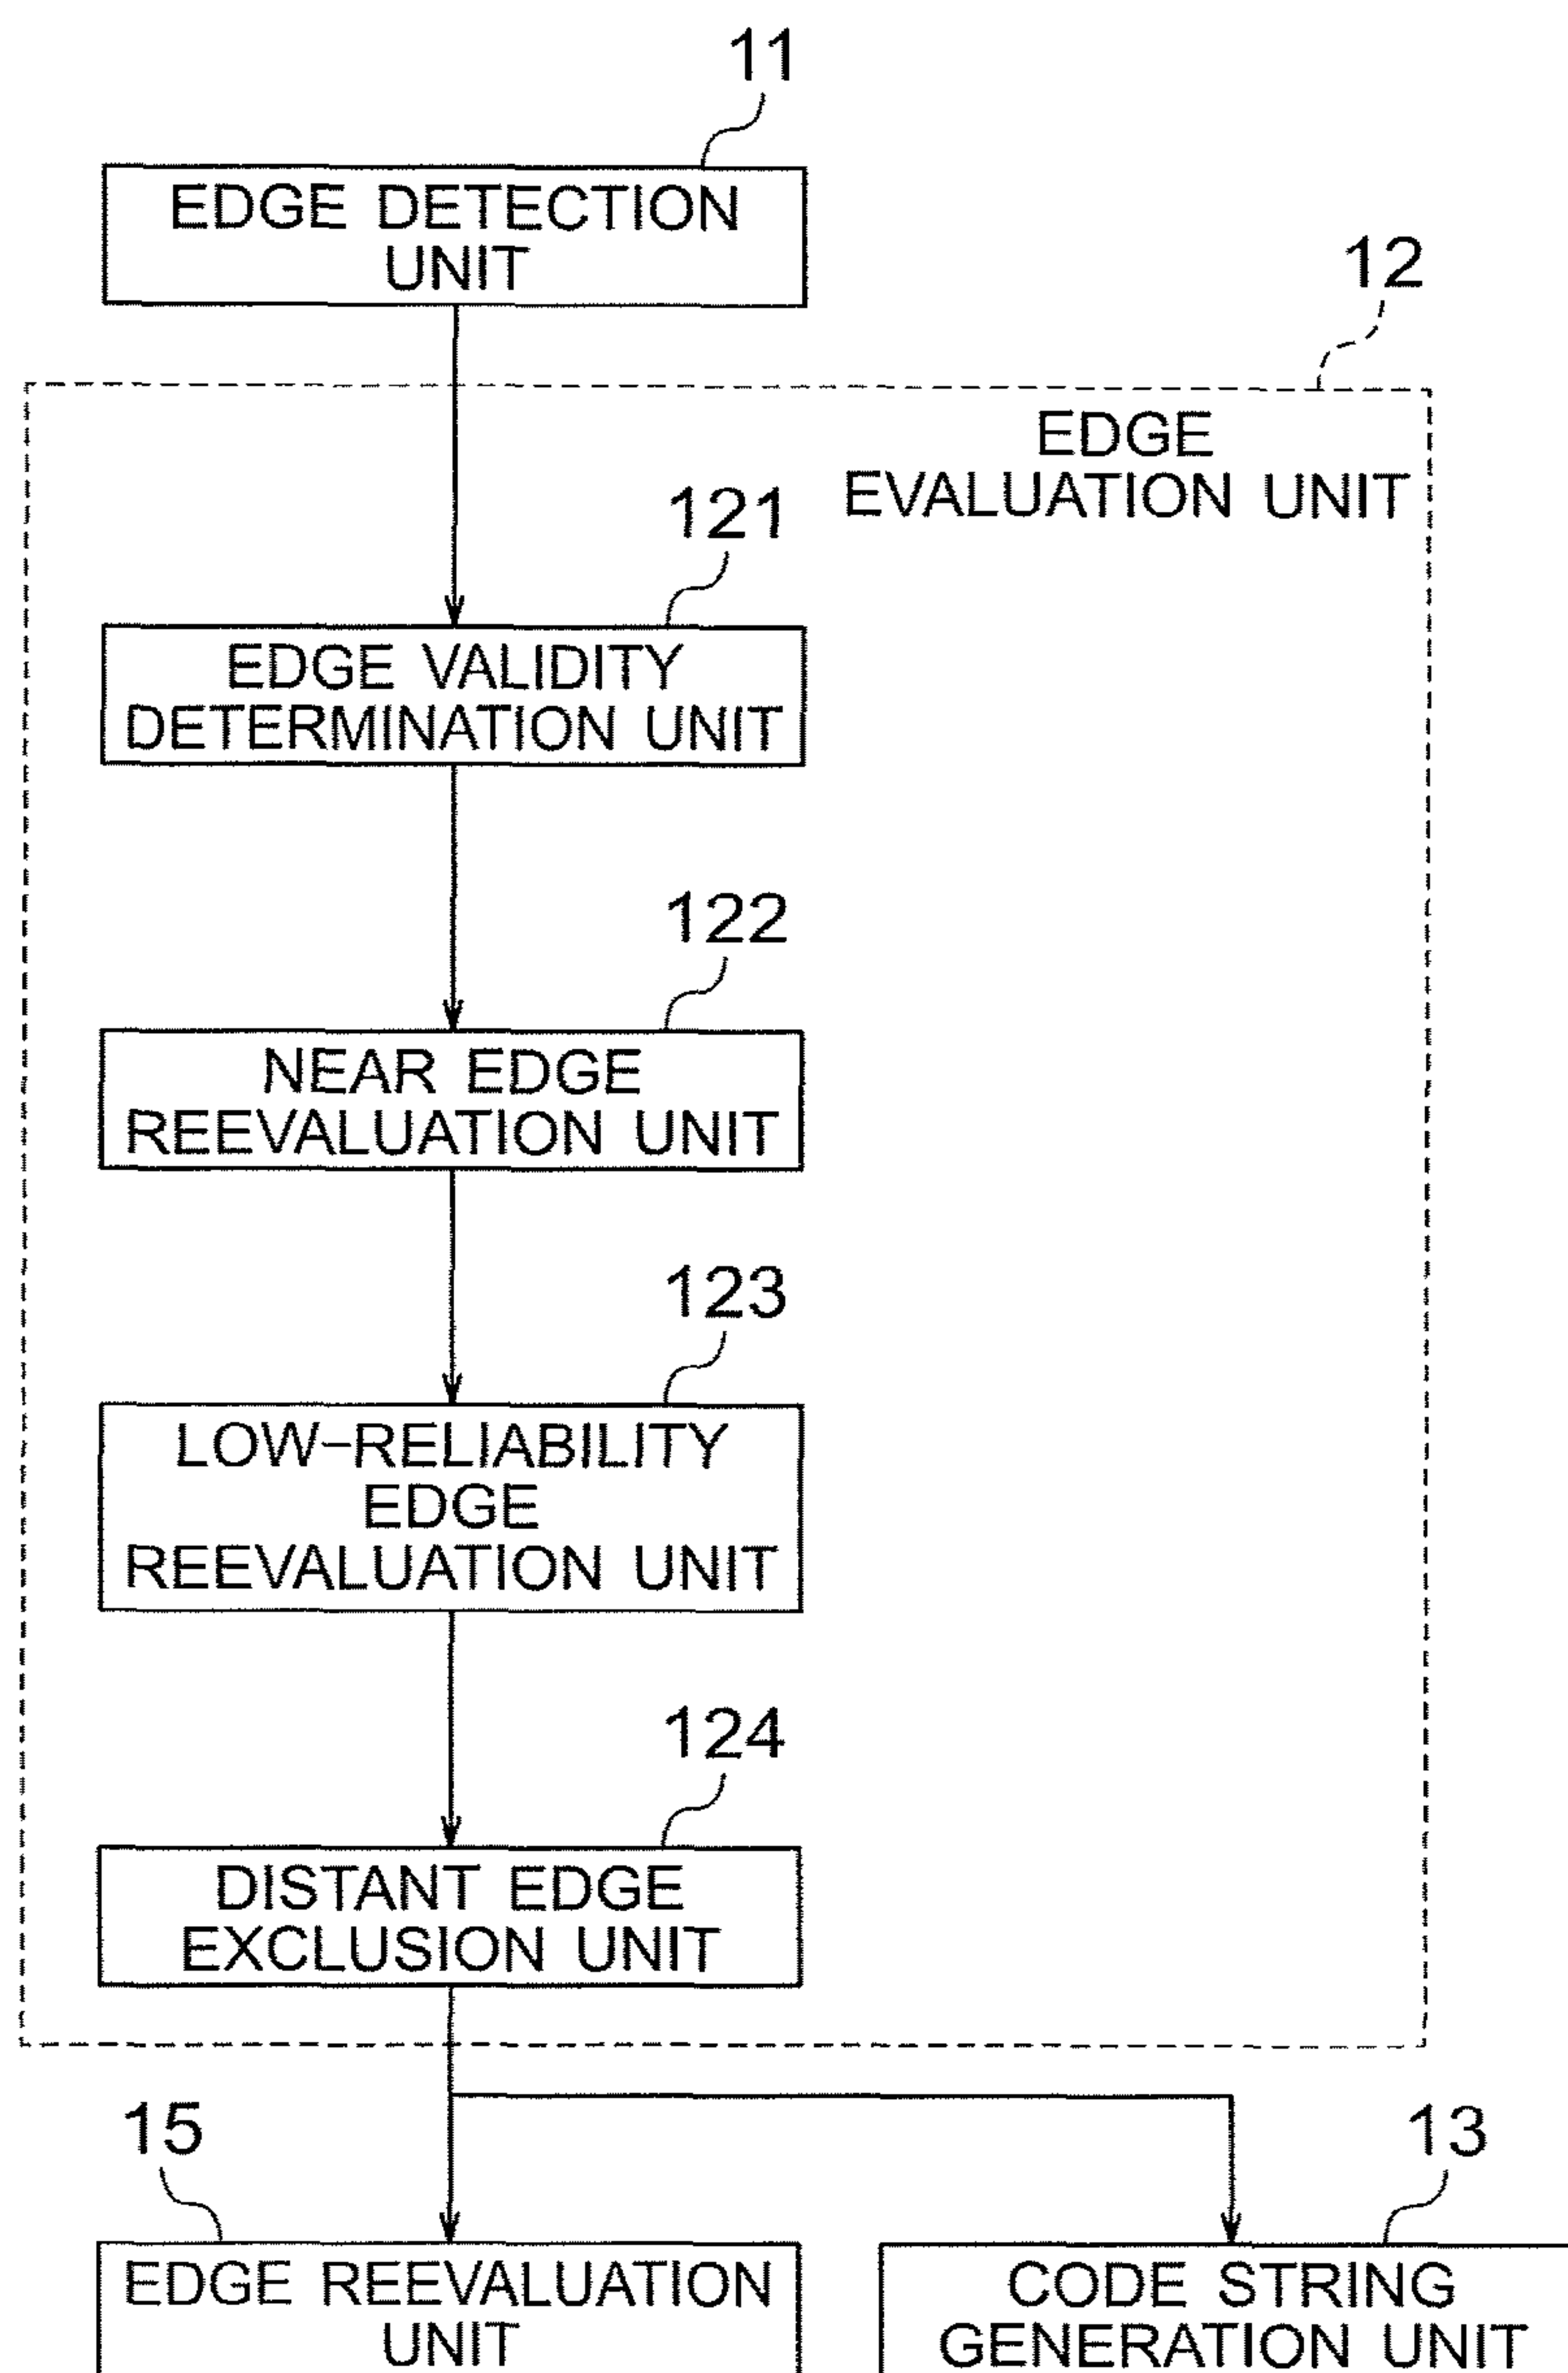 11
EDGE DETECTION
UNIT
12
EDGE
EVALUATION UNIT
121
EDGE VALIDITY
DETERMINATION UNIT
122
NEAR EDGE
REEVALUATION UNIT
123
LOW-RELIABILITY
EDGE
REEVALUATION UNIT
124
DISTANT EDGE
EXCLUSION UNIT
15
EDGE REEVALUATION
UNIT
13
CODE STRING
GENERATION UNIT